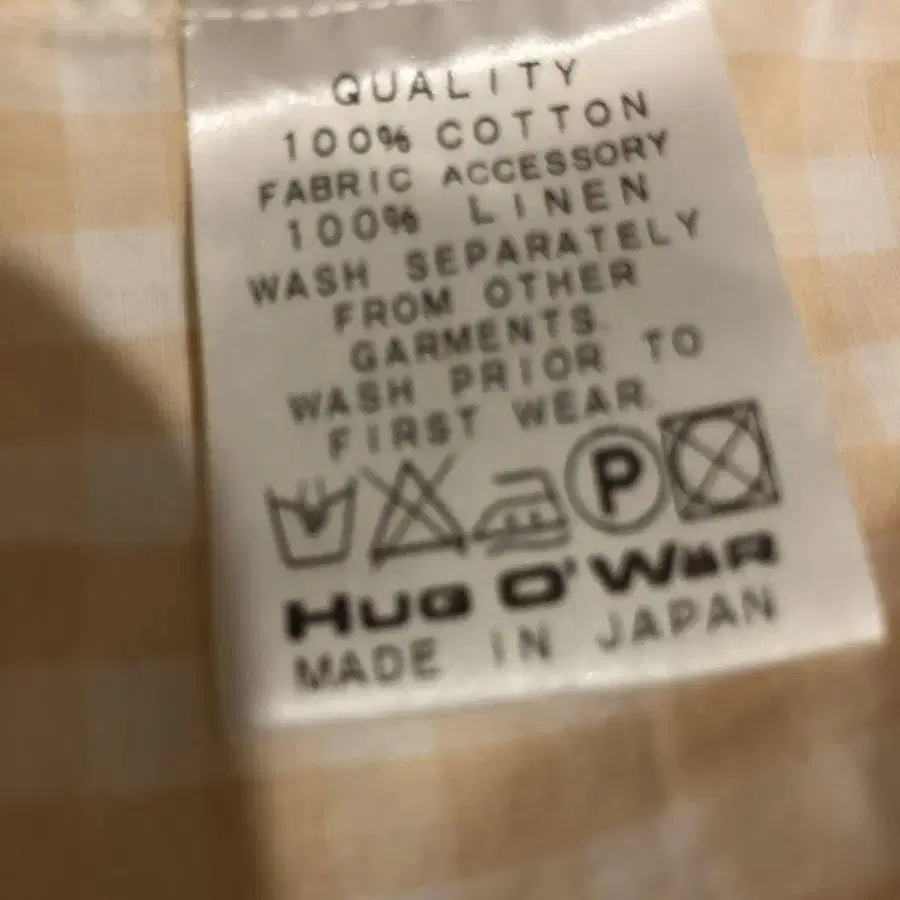 QUALITY
100% COTTON
FABRIC ACCESSORY
100% LINEN
WASH SEPARATELY
FROM OTHER
GARMENTS.
WASH PRIOR TO
FIRST WEAR.
P
HUG O' WAR
MADE IN JAPAN